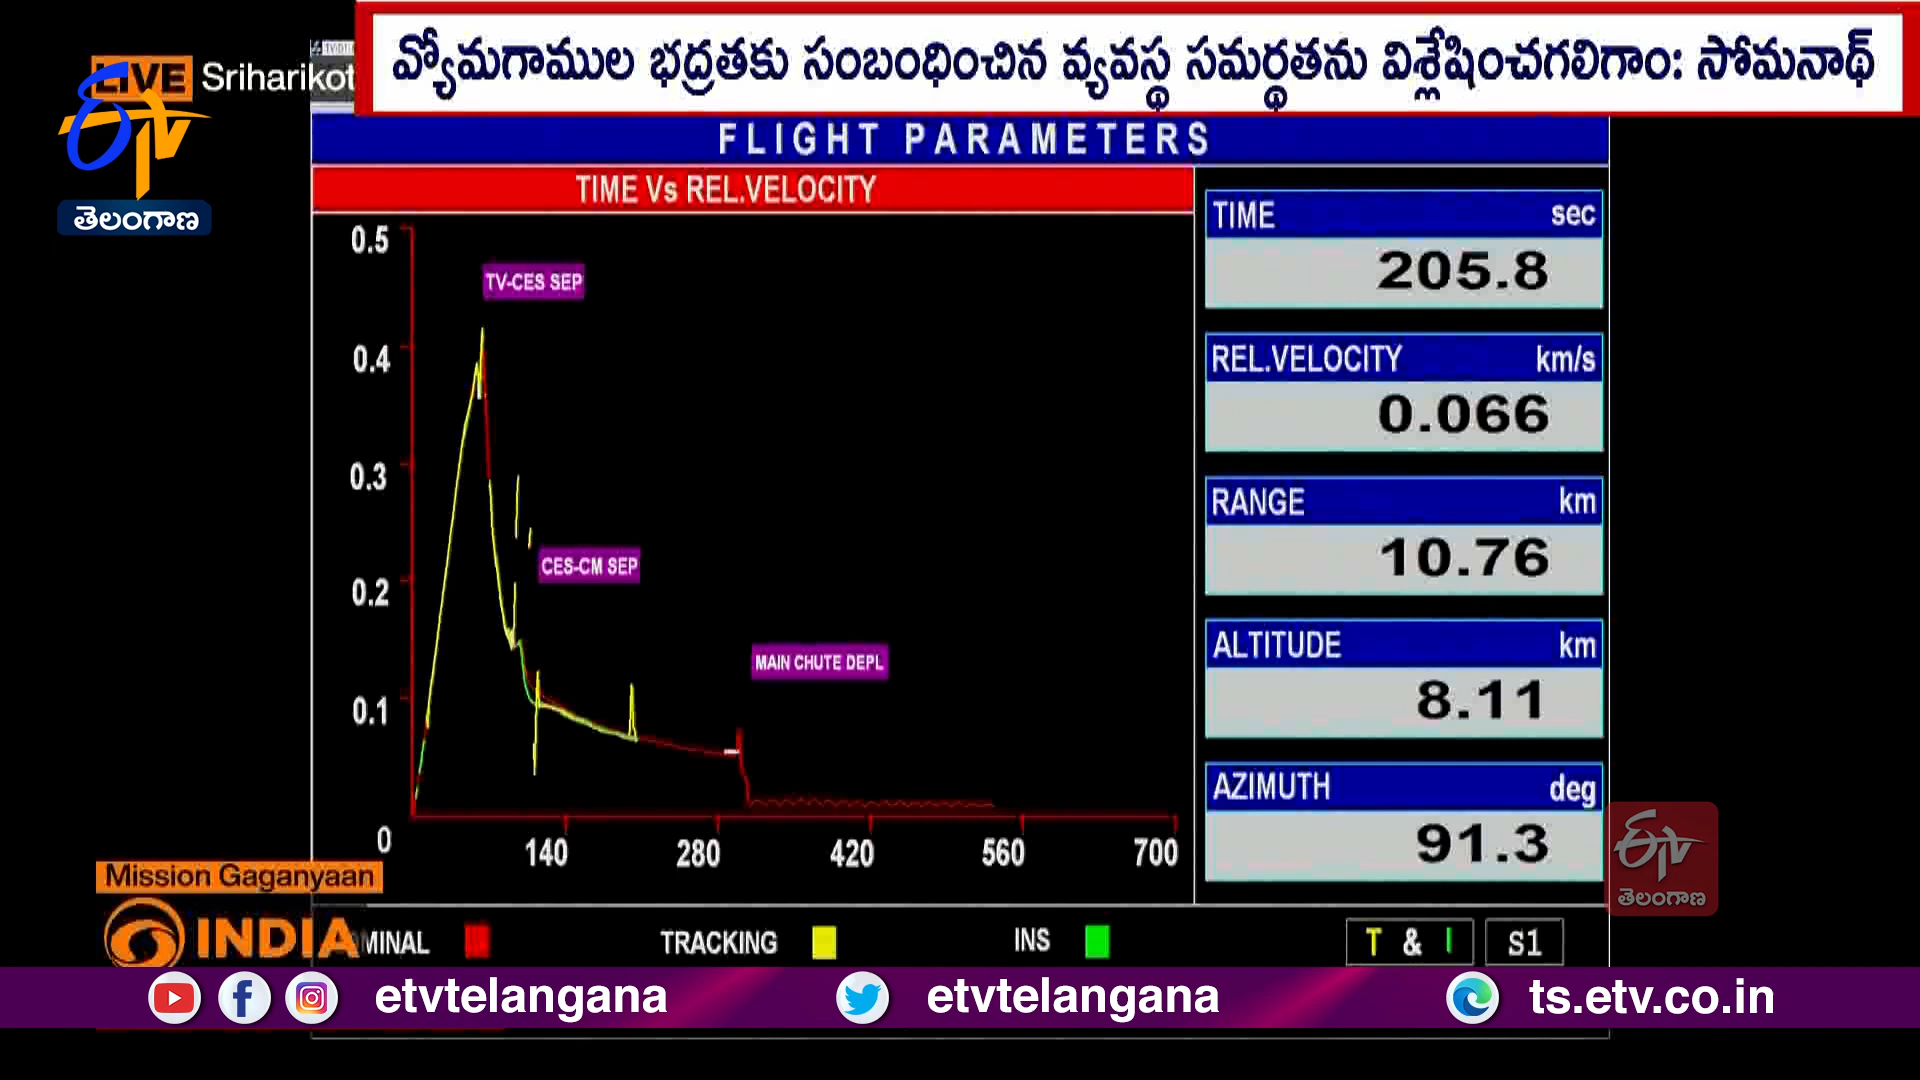 వ్యోమగాముల భద్రతకు సంబంధించిన వ్యవస్థ సమర్థతను విశ్లేషించగలిగాం: సోమనాథ్
LIVE Sriharikot
ETV
తెలంగాణ
FLIGHT PARAMETERS
TIME Vs REL.VELOCITY
0.5
0.4
0.3
0.2
0.1
0
140
280
420
560
700
TV-CES SEP
CES-CM SEP
MAIN CHUTE DEPL
TIME sec
205.8
REL.VELOCITY km/s
0.066
RANGE km
10.76
ALTITUDE km
8.11
AZIMUTH deg
91.3
ETV
తెలంగాణ
Mission Gaganyaan
INDIA
MINAL
TRACKING
INS
T & I
S1
etvtelangana
etvtelangana
ts.etv.co.in